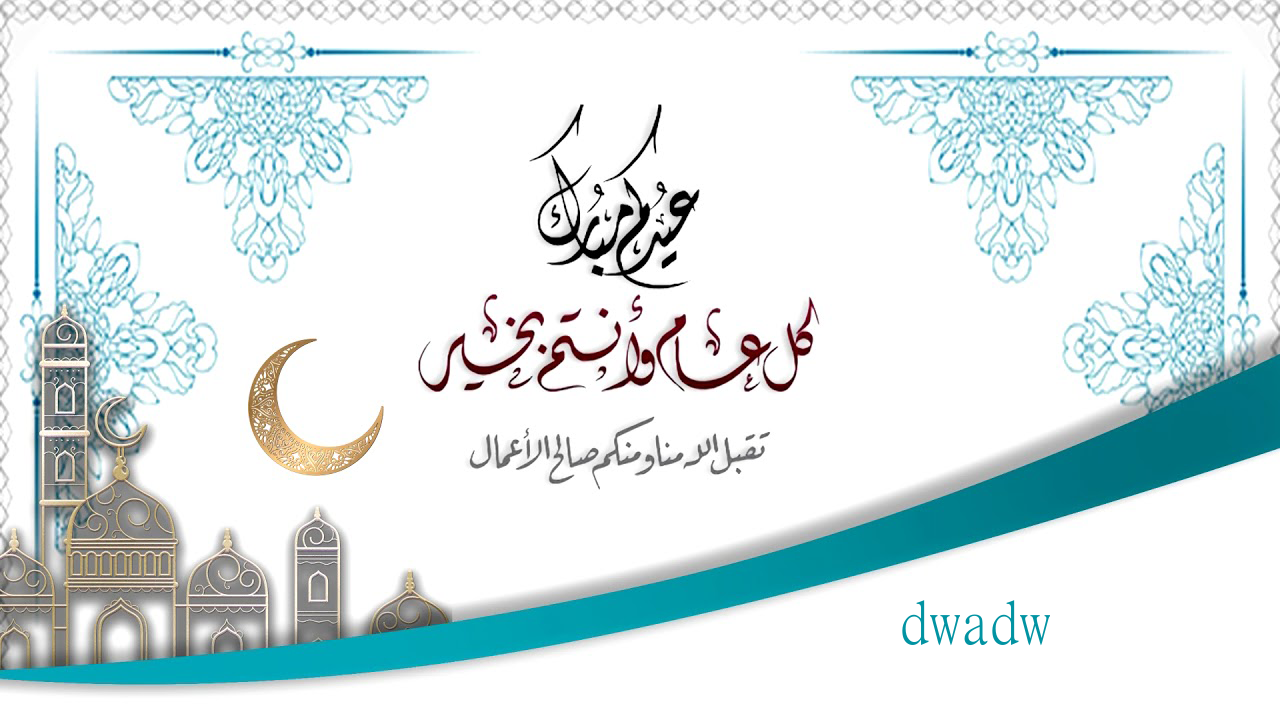 عيدكم مبارك
كل عام وأنتم بخير
تقبل الله منا ومنكم صالح الأعمال
dwadw